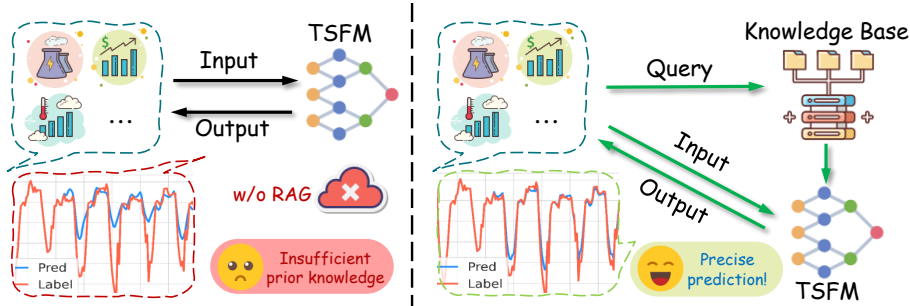 TSFM
Input
Output
...
w/o RAG
Pred
Label
Insufficient
prior knowledge
Knowledge Base
Query
...
Input
Output
Pred
Label
Precise
prediction!
TSFM